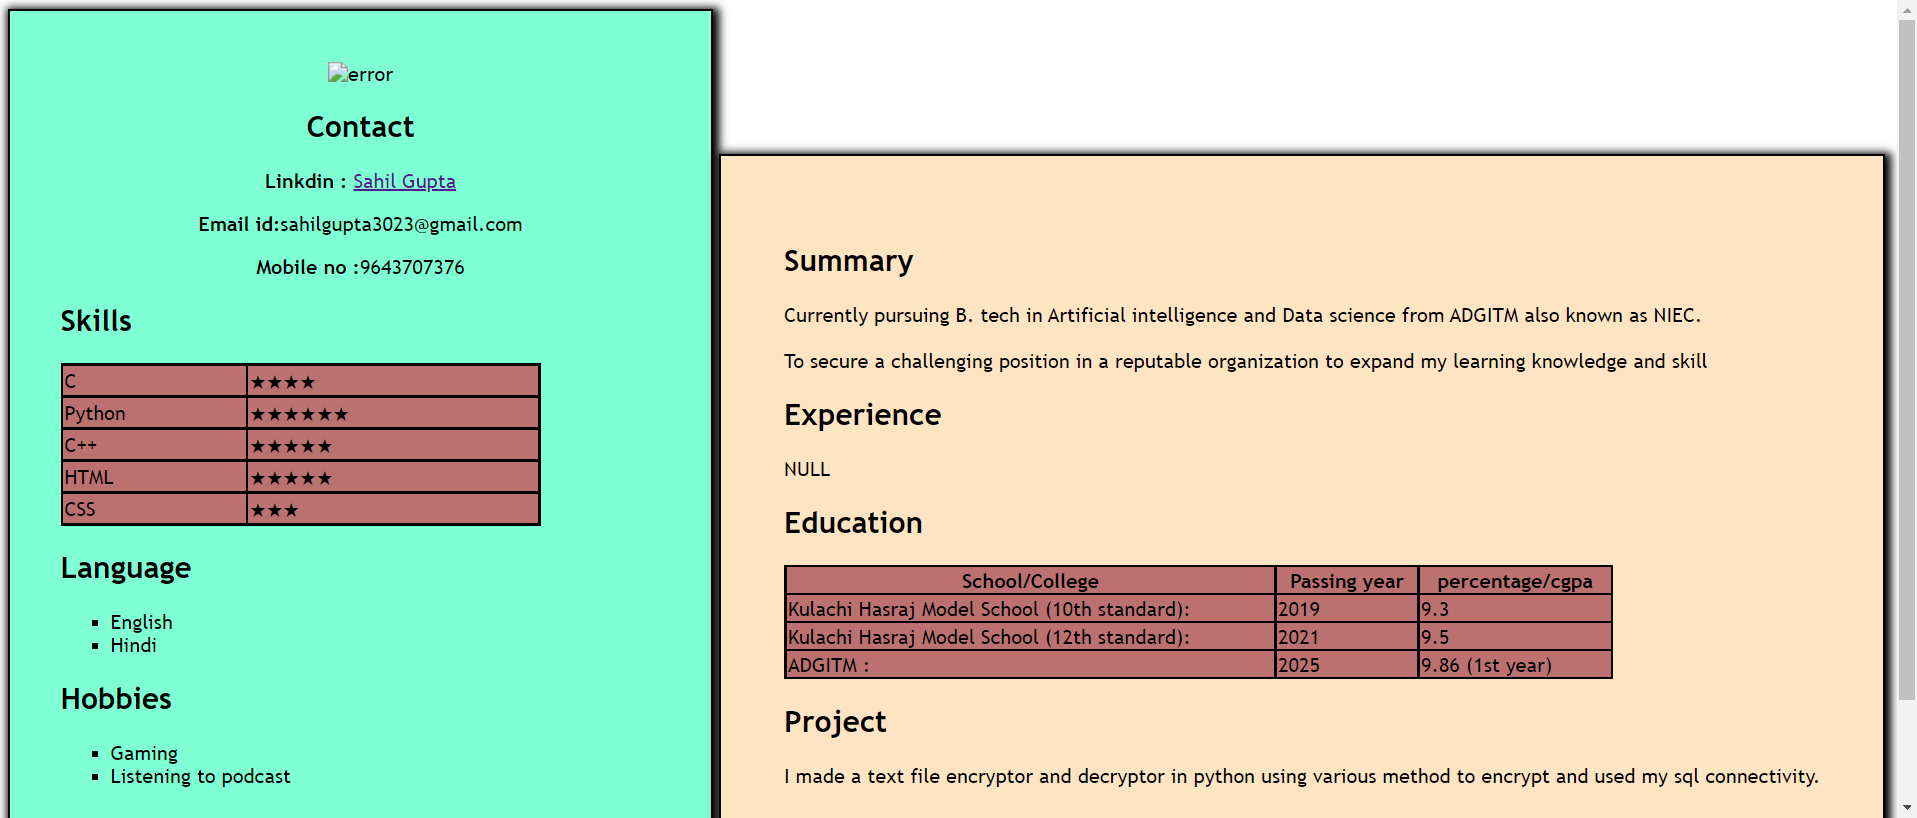 error
Contact
Linkdin : Sahil Gupta
Email id:sahilgupta3023@gmail.com
Mobile no :9643707376
Skills
C ★★★★
Python ★★★★★★
C++ ★★★★★
HTML ★★★★★
CSS ★★★
Language
English
Hindi
Hobbies
Gaming
Listening to podcast
Summary
Currently pursuing B. tech in Artificial intelligence and Data science from ADGITM also known as NIEC.
To secure a challenging position in a reputable organization to expand my learning knowledge and skill
Experience
NULL
Education
School/College Passing year percentage/cgpa
Kulachi Hasraj Model School (10th standard): 2019 9.3
Kulachi Hasraj Model School (12th standard): 2021 9.5
ADGITM : 2025 9.86 (1st year)
Project
I made a text file encryptor and decryptor in python using various method to encrypt and used my sql connectivity.